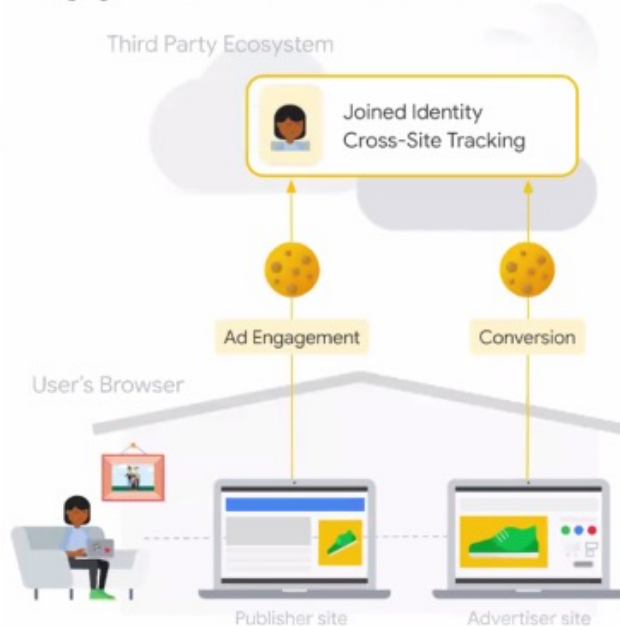 Third Party Ecosystem
Joined Identity
Cross-Site Tracking
Ad Engagement
Conversion
User's Browser
Publisher site
Advertiser site